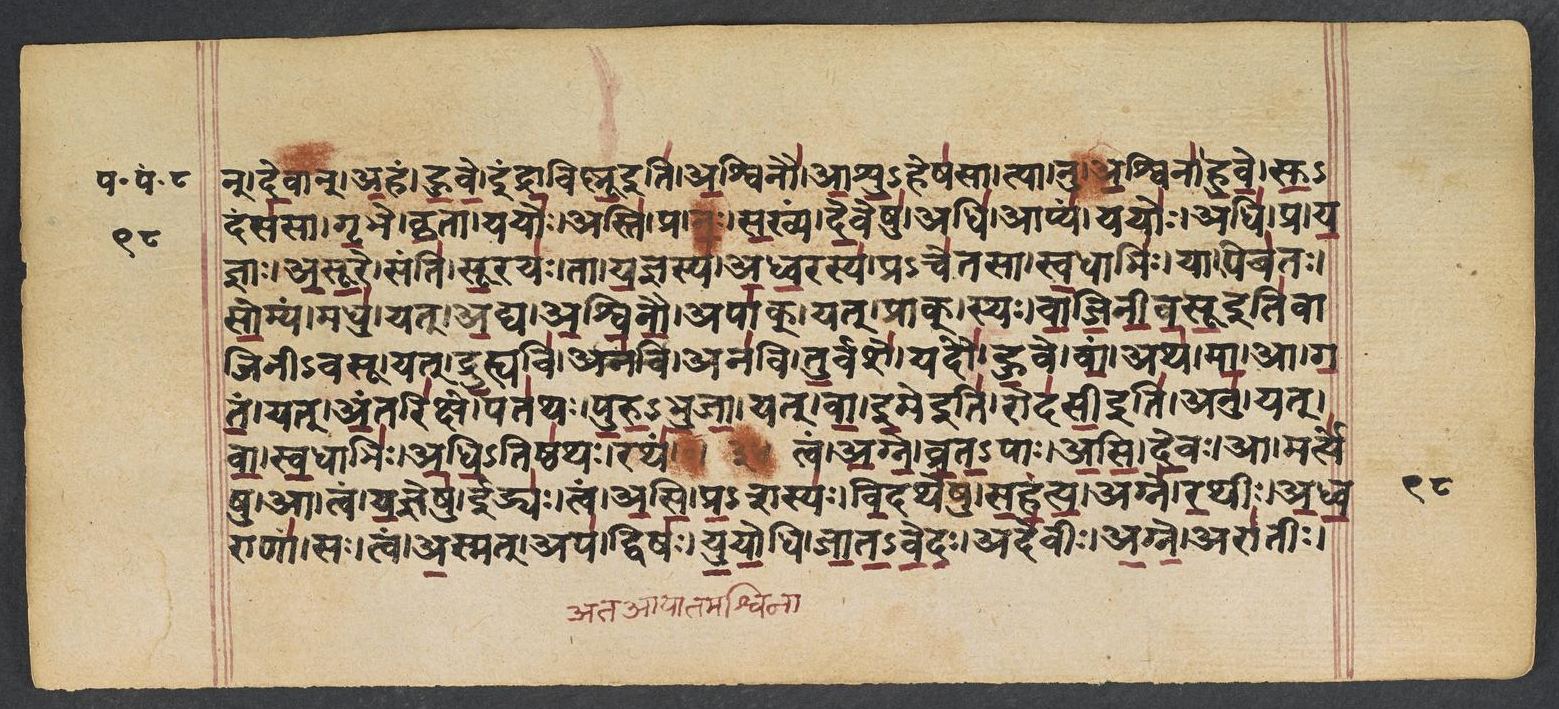 प॰ पं॰ ८
न्।देवान्।अहं।हुवे।इंद्राविष्णूइति।अश्विनौ।आशुऽहेषसा।त्या।नु।अश्विना।हुवे।सुऽ
१८
दंससा।गृभे।कृता।ययोः।अस्ति।प्र।नः।सख्यं।देवेषु।अधि।आप्यं।ययोः।अधि।प्र।य
ज्ञाः।असूरे।संति।सूरयः।ता।यज्ञस्य।अध्वरस्य।प्रऽचेतसा।स्वधाभिः।या।पिबतः।
सोम्यं।मधु।यत्।अद्य।अश्विनौ।अपाक्।यत्।प्राक्।स्थः।वाजिनीवसूइतिवा
जिनीऽवसू।यत्।द्रुह्यवि।अनवि।अनवि।तुर्वशे।यदौ।हुवे।वां।अथ।मा।आ।ग
तं।यत्।अंतरिक्षे।पतथः।पुरुऽभुजा।यत्।वा।इमेइति।रोदसीइति।अनु।यत्।
वा।स्वधाभिः।अधिऽतिष्ठथः।रथं। त्वं।अग्ने।व्रतऽपाः।असि।देवः।आ।मर्त्ये
षु।आ।त्वं।यज्ञेषु।ईड्यः।त्वं।असि।प्रऽशस्यः।विदथेषु।सहंत्य।अग्ने।रथीः।अध्व
१८
राणां।सः।त्वं।अस्मत्।अप।द्विषः।युयोधि।जातऽवेदः।अदेवीः।अग्ने।अरातीः।
अत आयातमश्विना